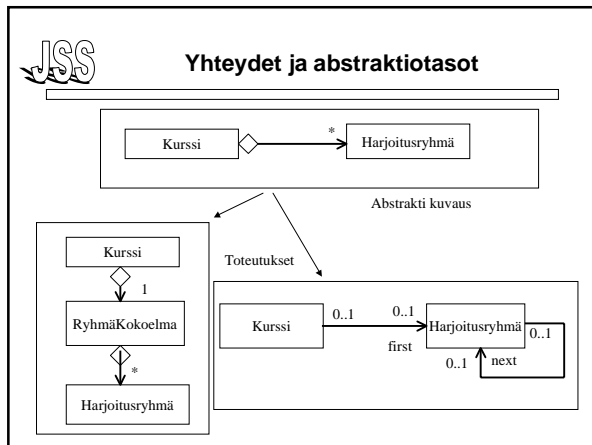 JSS
Yhteydet ja abstraktiotasot
Kurssi
*
Harjoitusryhmä
Abstrakti kuvaus
Toteutukset
Kurssi
1
RyhmäKokoelma
*
Harjoitusryhmä
Kurssi
0..1
0..1
first
Harjoitusryhmä
0..1
0..1
next